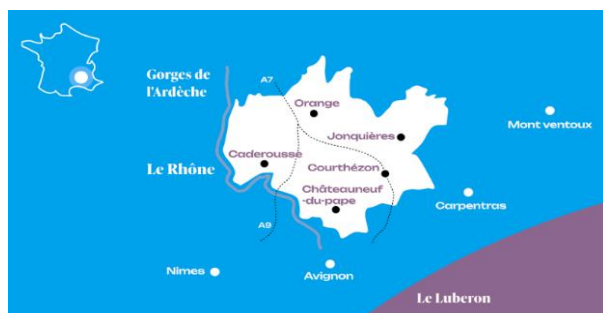 Gorges de
l'Ardèche
A7
Orange
Mont ventoux
Jonquières
Le Rhône
Caderousse
Courthézon
Châteauneuf
-du-pape
Carpentras
A9
Nimes
Avignon
Le Luberon